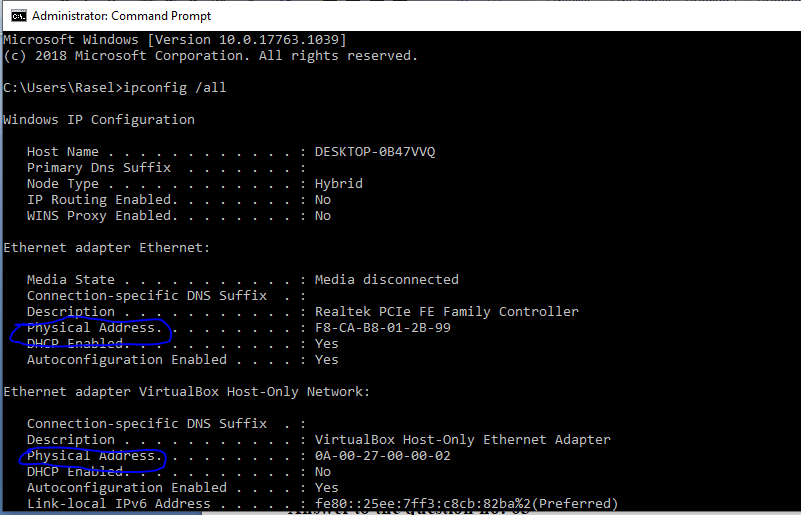 Administrator: Command Prompt
Microsoft Windows [Version 10.0.17763.1039]
(c) 2018 Microsoft Corporation. All rights reserved.
C:\Users\Rasel>ipconfig /all
Windows IP Configuration
Host Name . . . . . . . . . . . . : DESKTOP-0B47VVQ
Primary Dns Suffix  . . . . . . . :
Node Type . . . . . . . . . . . . : Hybrid
IP Routing Enabled. . . . . . . . : No
WINS Proxy Enabled. . . . . . . . : No
Ethernet adapter Ethernet:
Media State . . . . . . . . . . . : Media disconnected
Connection-specific DNS Suffix  . :
Description . . . . . . . . . . . : Realtek PCIe FE Family Controller
Physical Address. . . . . . . . . : F8-CA-B8-01-2B-99
DHCP Enabled. . . . . . . . . . . : Yes
Autoconfiguration Enabled . . . . : Yes
Ethernet adapter VirtualBox Host-Only Network:
Connection-specific DNS Suffix  . :
Description . . . . . . . . . . . : VirtualBox Host-Only Ethernet Adapter
Physical Address. . . . . . . . . : 0A-00-27-00-00-02
DHCP Enabled. . . . . . . . . . . : No
Autoconfiguration Enabled . . . . : Yes
Link-local IPv6 Address . . . . . : fe80::25ee:7ff3:c8cb:82ba%2(Preferred)